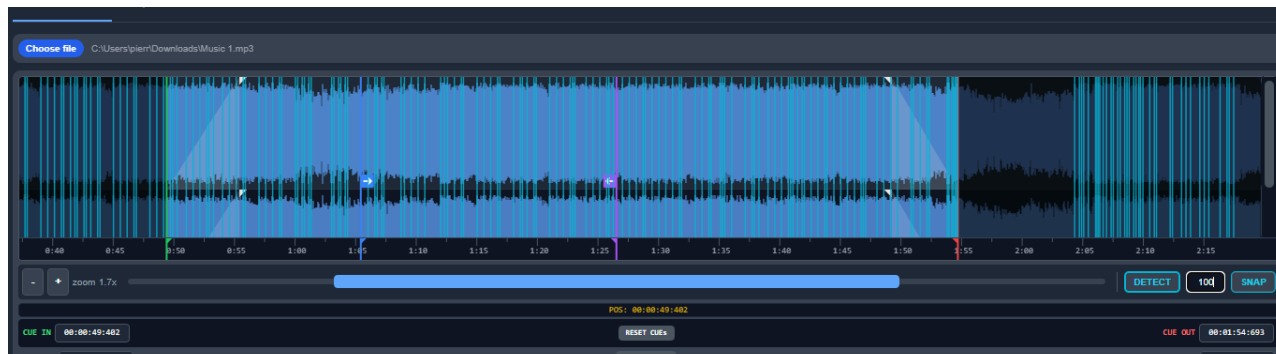 Choose file C:\Users\pierr\Downloads\Music 1.mp3
0:40 0:45 0:50 0:55 1:00 1:05 1:10 1:15 1:20 1:25 1:30 1:35 1:40 1:45 1:50 1:55 2:00 2:05 2:10 2:15
- + zoom 1.7x DETECT 100 SNAP
POS: 00:00:49:402
CUE IN 00:00:49:402 RESET CUEs CUE OUT 00:01:54:693